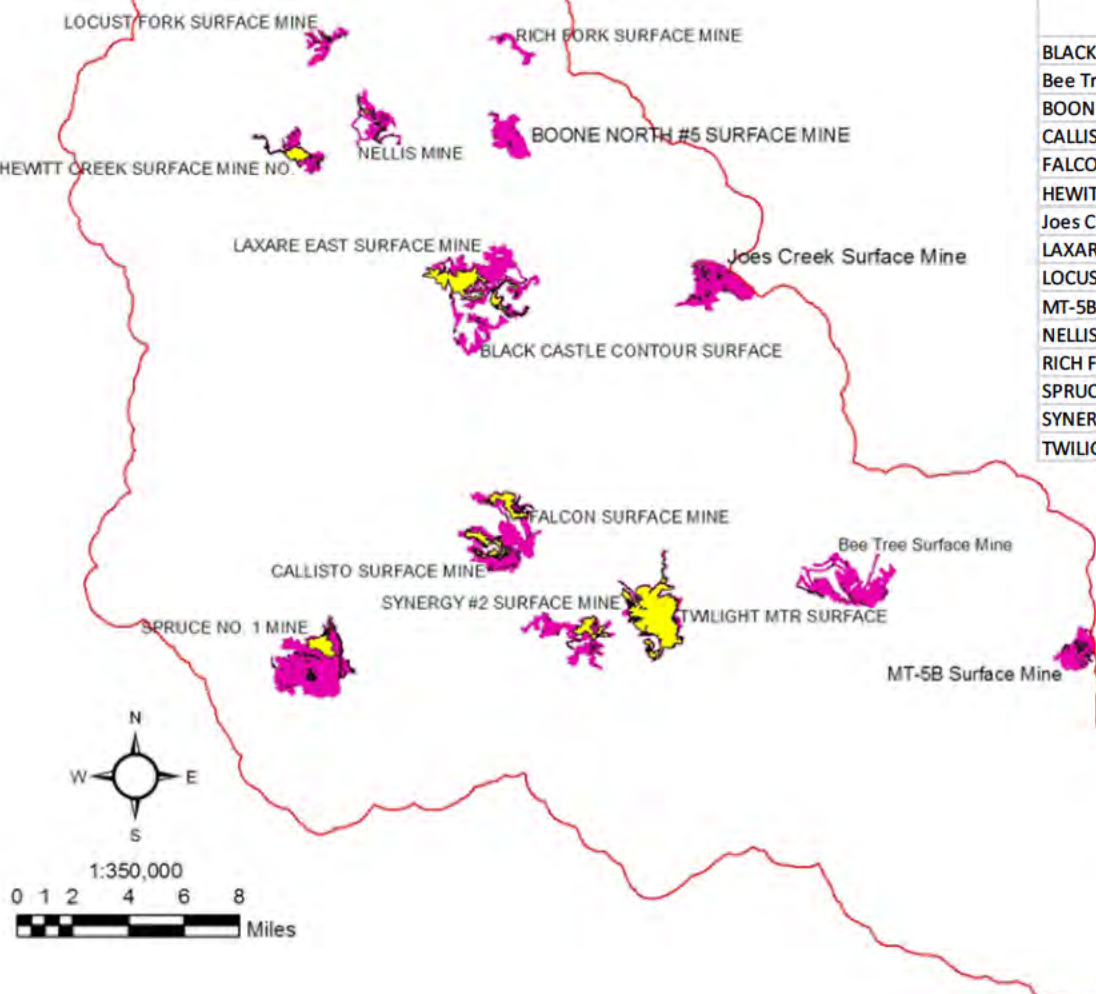 LOCUST FORK SURFACE MINE
RICH FORK SURFACE MINE
BOONE NORTH #5 SURFACE MINE
NELLIS MINE
HEWITT CREEK SURFACE MINE NO.
LAXARE EAST SURFACE MINE
Joes Creek Surface Mine
BLACK CASTLE CONTOUR SURFACE
FALCON SURFACE MINE
Bee Tree Surface Mine
CALLISTO SURFACE MINE
SYNERGY #2 SURFACE MINE
TWILIGHT MTR SURFACE
SPRUCE NO. 1 MINE
MT-5B Surface Mine
N
W E
S
1:350,000
0 1 2 4 6 8
Miles
BLACK
Bee Tr
BOON
CALLIS
FALCO
HEWIT
Joes C
LAXAR
LOCUS
MT-5B
NELLIS
RICH F
SPRUC
SYNER
TWILIG